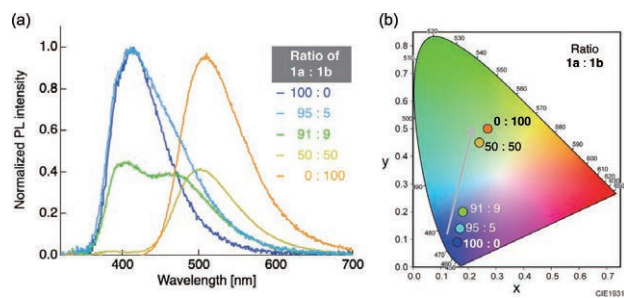 (a)
Normalized PL intensity
1.0
0.8
0.6
0.4
0.2
0.0
400
500
600
700
Wavelength [nm]
Ratio of
1a : 1b
100 : 0
95 : 5
91 : 9
50 : 50
0 : 100
(b)
Ratio
1a : 1b
y
0.8
0.7
0.6
0.5
0.4
0.3
0.2
0.1
0.0
0.0
0.1
0.2
0.3
0.4
0.5
0.6
0.7
x
520
530
540
550
560
570
580
590
600
510
490
480
470
0 : 100
50 : 50
91 : 9
95 : 5
100 : 0
CIE1931